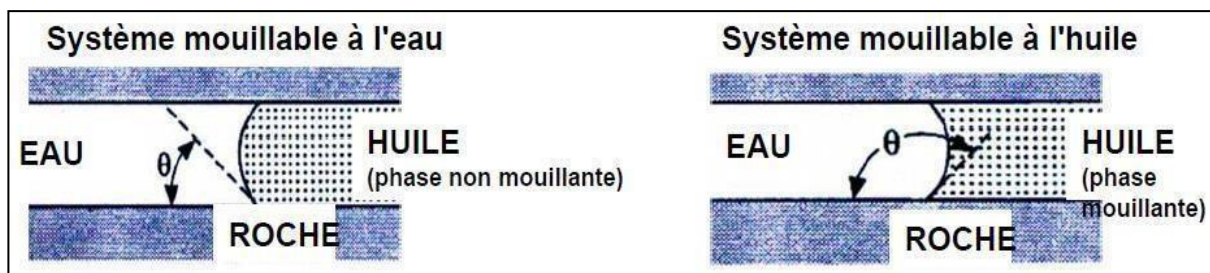 Système mouillable à l'eau
EAU
θ
HUILE
(phase non mouillante)
ROCHE
Système mouillable à l'huile
EAU
θ
HUILE
(phase
mouillante)
ROCHE